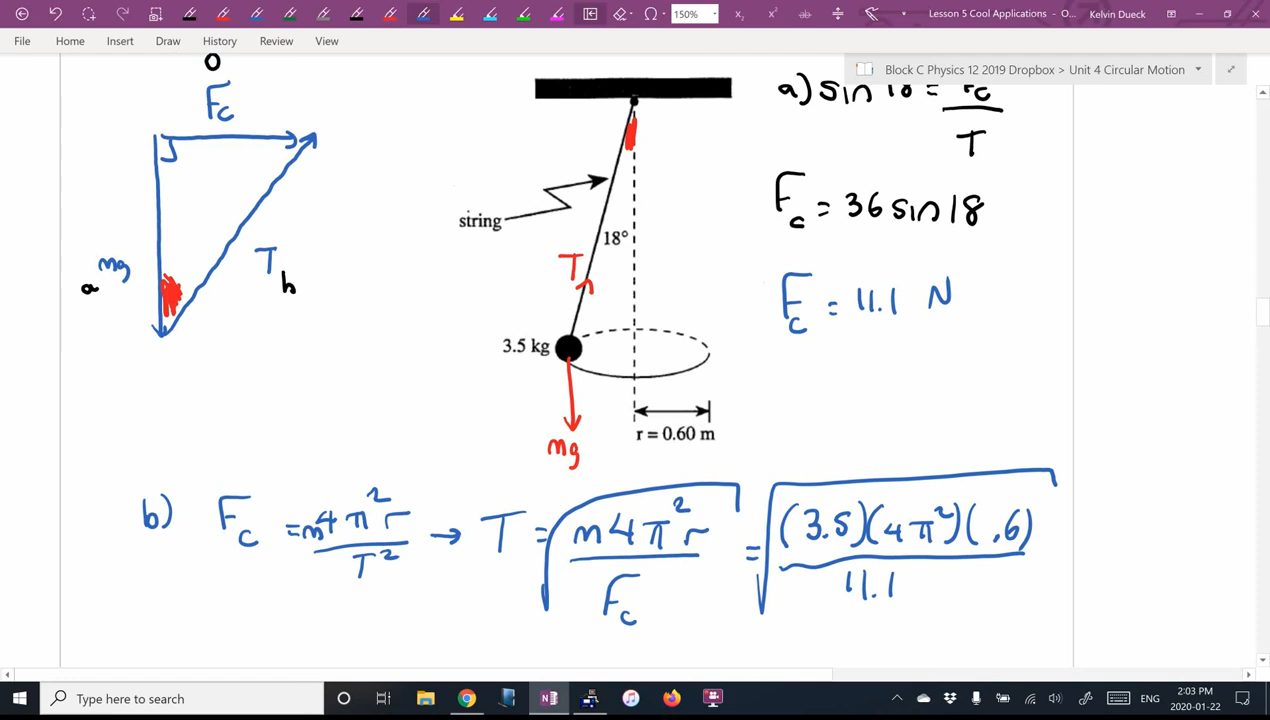 150%
Lesson 5 Cool Applications - O...
Kelvin Dueck
File Home Insert Draw History Review View
Block C Physics 12 2019 Dropbox > Unit 4 Circular Motion
o
Fc
mg
a
T
h
string
18°
T
3.5 kg
mg
r = 0.60 m
a) sin 18 = Fc
T
Fc = 36 sin 18
Fc = 11.1 N
b) Fc = m4π²r / T² → T = √(m4π²r / Fc) = √((3.5)(4π²)(.6) / 11.1)
Type here to search
ENG
2:03 PM
2020-01-22